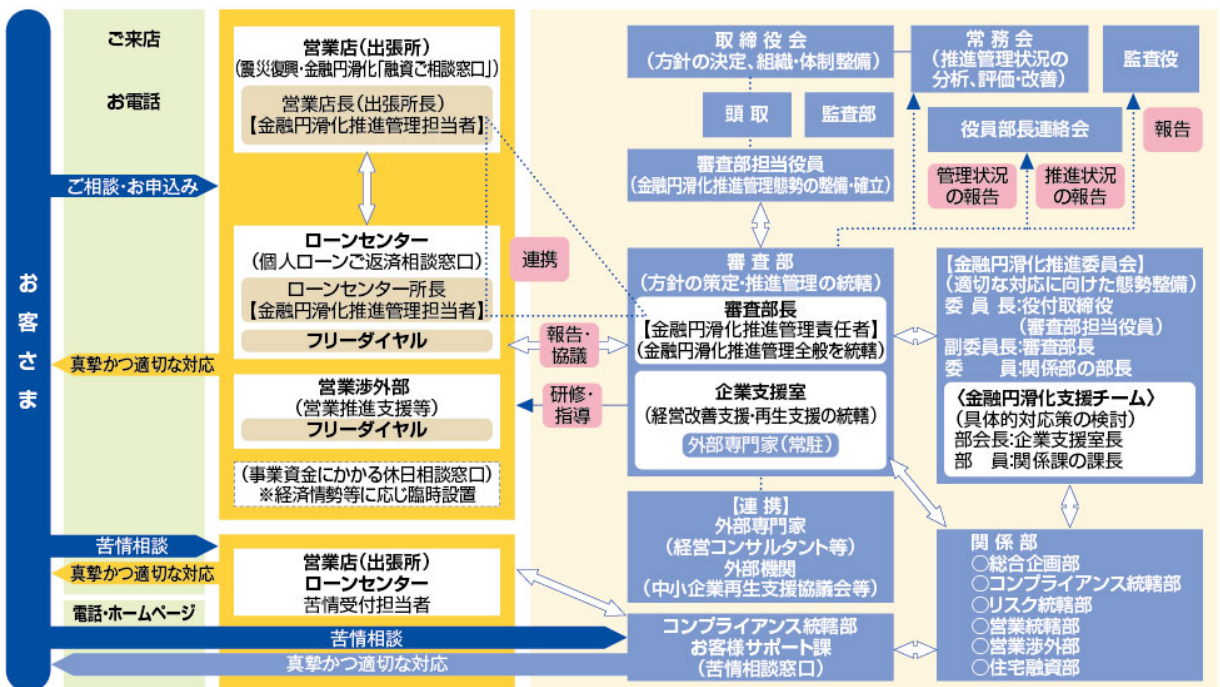 お客さま
ご来店
お電話
ご相談・お申込み
真摯かつ適切な対応
苦情相談
真摯かつ適切な対応
電話・ホームページ
苦情相談
真摯かつ適切な対応
営業店(出張所)
(震災復興・金融円滑化「融資ご相談窓口」)
営業店長(出張所長)
【金融円滑化推進管理担当者】
ローンセンター
(個人ローンご返済相談窓口)
ローンセンター所長
【金融円滑化推進管理担当者】
フリーダイヤル
営業渉外部
(営業推進支援等)
フリーダイヤル
(事業資金にかかる休日相談窓口)
※経済情勢等に応じ臨時設置
営業店(出張所)
ローンセンター
苦情受付担当者
連携
報告・
協議
研修・
指導
取締役会
(方針の決定、組織・体制整備)
頭取
監査部
審査部担当役員
(金融円滑化推進管理態勢の整備・確立)
常務会
(推進管理状況の
分析、評価・改善)
監査役
役員部長連絡会
報告
管理状況
の報告
推進状況
の報告
審査部
(方針の策定・推進管理の統轄)
審査部長
【金融円滑化推進管理責任者】
(金融円滑化推進管理全般を統轄)
企業支援室
(経営改善支援・再生支援の統轄)
外部専門家(常駐)
【連携】
外部専門家
(経営コンサルタント等)
外部機関
(中小企業再生支援協議会等)
コンプライアンス統轄部
お客様サポート課
(苦情相談窓口)
【金融円滑化推進委員会】
(適切な対応に向けた態勢整備)
委員長:役付取締役
(審査部担当役員)
副委員長:審査部長
委 員:関係部の部長
〈金融円滑化支援チーム〉
(具体的対応策の検討)
部会長:企業支援室長
部 員:関係課の課長
関係部
○総合企画部
○コンプライアンス統轄部
○リスク統轄部
○営業統轄部
○営業渉外部
○住宅融資部